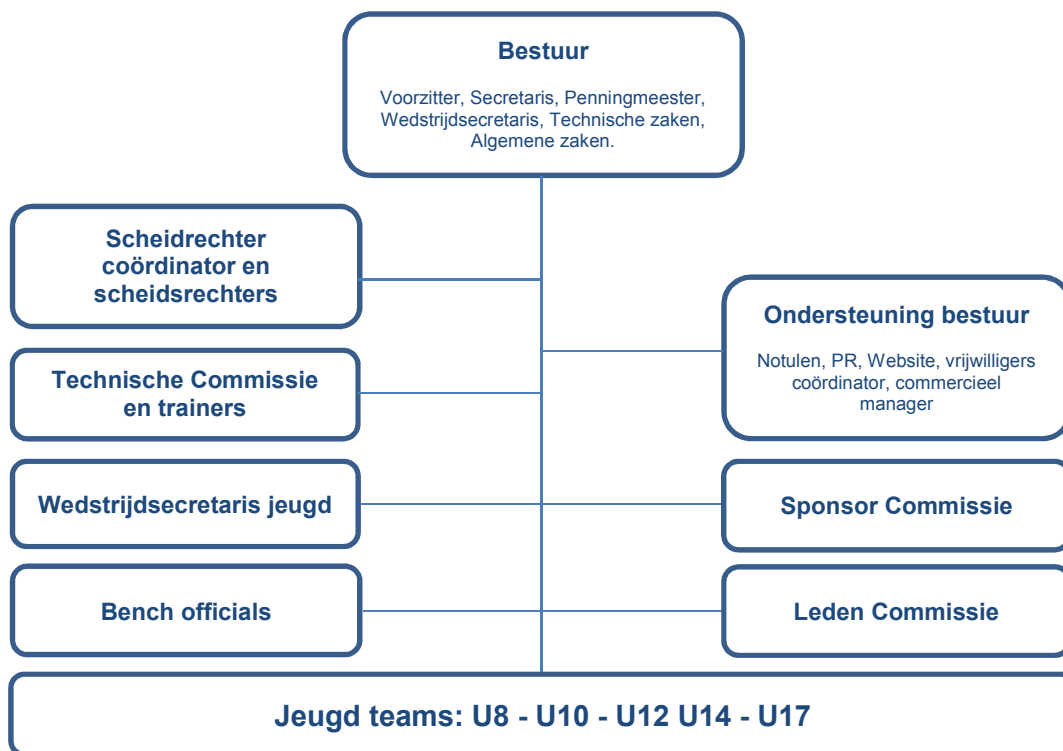 Bestuur
Voorzitter, Secretaris, Penningmeester,
Wedstrijdsecretaris, Technische zaken,
Algemene zaken.
Scheidrechter
coördinator en
scheidsrechters
Ondersteuning bestuur
Notulen, PR, Website, vrijwilligers
coördinator, commercieel
manager
Technische Commissie
en trainers
Wedstrijdsecretaris jeugd
Sponsor Commissie
Bench officials
Leden Commissie
Jeugd teams: U8 - U10 - U12 U14 - U17